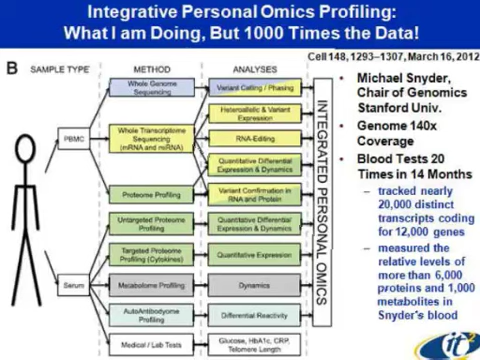 Integrative Personal Omics Profiling:
What I am Doing, But 1000 Times the Data!
Cell 148, 1293–1307, March 16, 2012
B
SAMPLE TYPE
METHOD
ANALYSES
PBMC
Serum
Whole Genome
Sequencing
Whole Transcriptome
Sequencing
(mRNA and miRNA)
Proteome Profiling
Untargeted Proteome
Profiling
Targeted Proteome
Profiling (Cytokines)
Metabolome Profiling
AutoAntibodyome
Profiling
Medical / Lab Tests
Variant Calling / Phasing
Heteroallelic & Variant
Expression
RNA-Editing
Quantitative Differential
Expression & Dynamics
Variant Confirmation in
RNA and Protein
Quantitative Differential
Expression & Dynamics
Quantitative Expression
Dynamics
Differential Reactivity
Glucose, HbA1c, CRP,
Telomere Length
INTEGRATED PERSONAL OMICS
• Michael Snyder,
Chair of Genomics
Stanford Univ.
• Genome 140x
Coverage
• Blood Tests 20
Times in 14 Months
– tracked nearly
20,000 distinct
transcripts coding
for 12,000 genes
– measured the
relative levels of
more than 6,000
proteins and 1,000
metabolites in
Snyder's blood